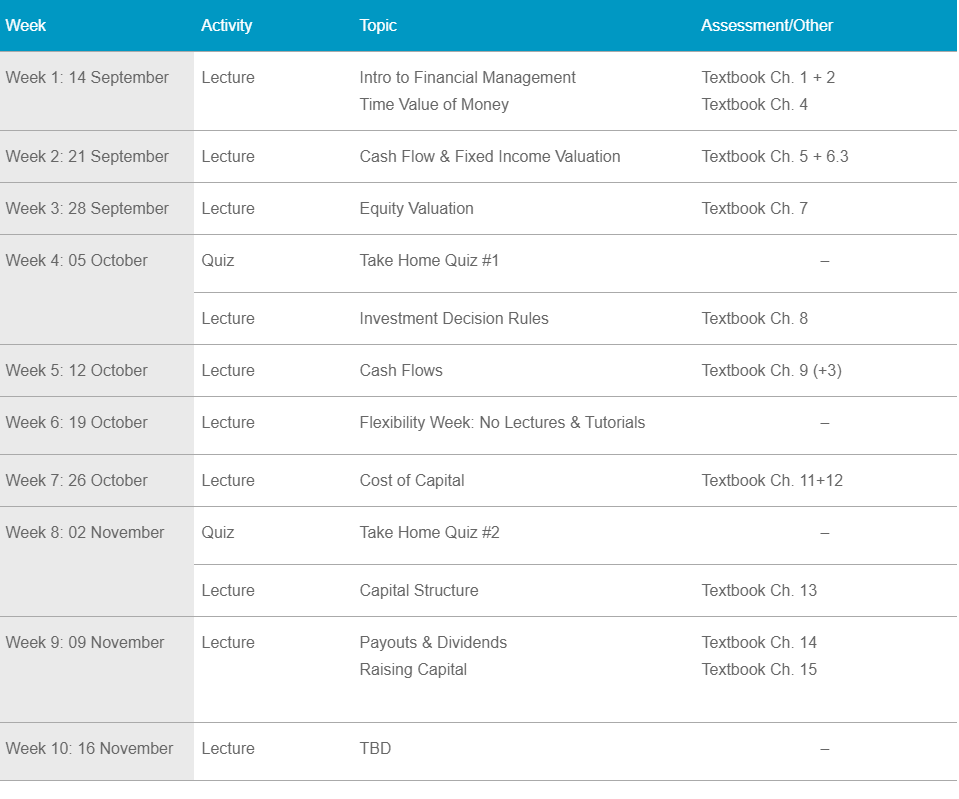 Week Activity Topic Assessment/Other
Week 1: 14 September Lecture Intro to Financial Management Textbook Ch. 1 + 2
Time Value of Money Textbook Ch. 4
Week 2: 21 September Lecture Cash Flow & Fixed Income Valuation Textbook Ch. 5 + 6.3
Week 3: 28 September Lecture Equity Valuation Textbook Ch. 7
Week 4: 05 October Quiz Take Home Quiz #1 –
Lecture Investment Decision Rules Textbook Ch. 8
Week 5: 12 October Lecture Cash Flows Textbook Ch. 9 (+3)
Week 6: 19 October Lecture Flexibility Week: No Lectures & Tutorials –
Week 7: 26 October Lecture Cost of Capital Textbook Ch. 11+12
Week 8: 02 November Quiz Take Home Quiz #2 –
Lecture Capital Structure Textbook Ch. 13
Week 9: 09 November Lecture Payouts & Dividends Textbook Ch. 14
Raising Capital Textbook Ch. 15
Week 10: 16 November Lecture TBD –